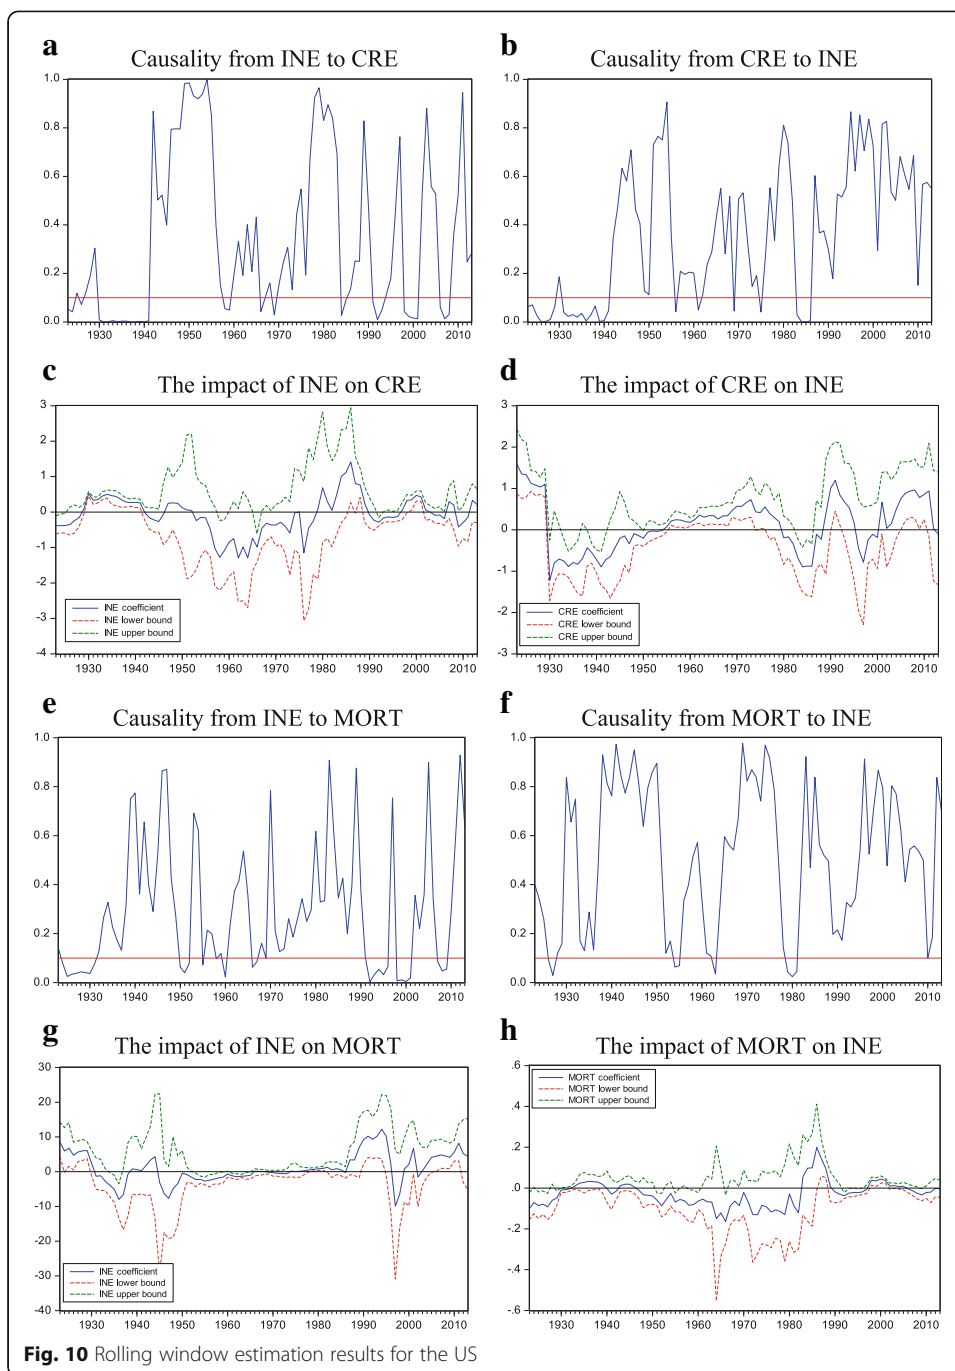 a
Causality from INE to CRE
1.0
0.8
0.6
0.4
0.2
0.0
1930 1940 1950 1960 1970 1980 1990 2000 2010
b
Causality from CRE to INE
1.0
0.8
0.6
0.4
0.2
0.0
1930 1940 1950 1960 1970 1980 1990 2000 2010
c
The impact of INE on CRE
3
2
1
0
-1
-2
-3
-4
INE coefficient
INE lower bound
INE upper bound
1930 1940 1950 1960 1970 1980 1990 2000 2010
d
The impact of CRE on INE
3
2
1
0
-1
-2
-3
CRE coefficient
CRE lower bound
CRE upper bound
1930 1940 1950 1960 1970 1980 1990 2000 2010
e
Causality from INE to MORT
1.0
0.8
0.6
0.4
0.2
0.0
1930 1940 1950 1960 1970 1980 1990 2000 2010
f
Causality from MORT to INE
1.0
0.8
0.6
0.4
0.2
0.0
1930 1940 1950 1960 1970 1980 1990 2000 2010
g
The impact of INE on MORT
30
20
10
0
-10
-20
-30
-40
INE coefficient
INE lower bound
INE upper bound
1930 1940 1950 1960 1970 1980 1990 2000 2010
h
The impact of MORT on INE
.6
.4
.2
.0
-.2
-.4
-.6
MORT coefficient
MORT lower bound
MORT upper bound
1930 1940 1950 1960 1970 1980 1990 2000 2010
Fig. 10 Rolling window estimation results for the US